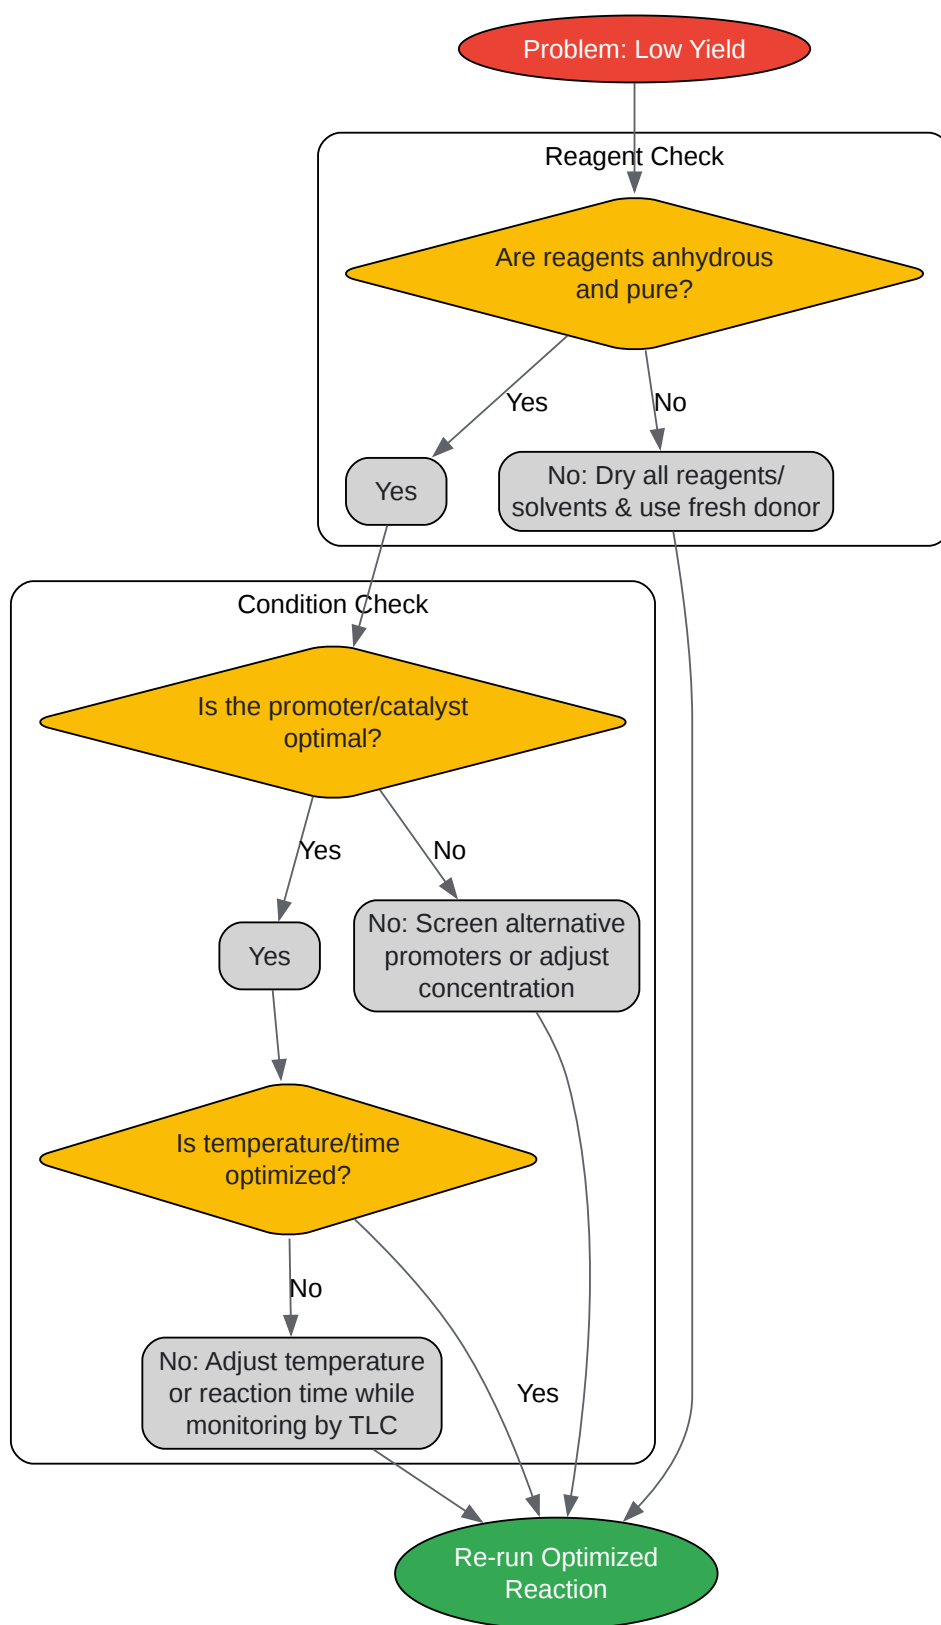 Problem: Low Yield
Reagent Check
Are reagents anhydrous
and pure?
Yes
No
Yes
No: Dry all reagents/
solvents & use fresh donor
Condition Check
Is the promoter/catalyst
optimal?
Yes
No
Yes
No: Screen alternative
promoters or adjust
concentration
Is temperature/time
optimized?
No
No: Adjust temperature
or reaction time while
monitoring by TLC
Yes
Re-run Optimized
Reaction